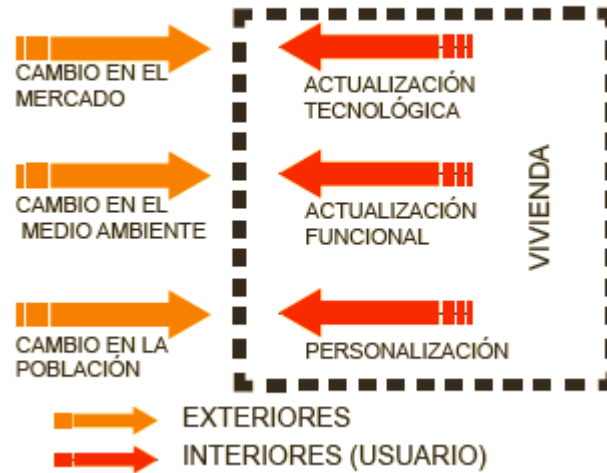 CAMBIO EN EL
MERCADO
ACTUALIZACIÓN
TECNOLÓGICA
CAMBIO EN EL
MEDIO AMBIENTE
ACTUALIZACIÓN
FUNCIONAL
VIVIENDA
CAMBIO EN LA
POBLACIÓN
PERSONALIZACIÓN
EXTERIORES
INTERIORES (USUARIO)